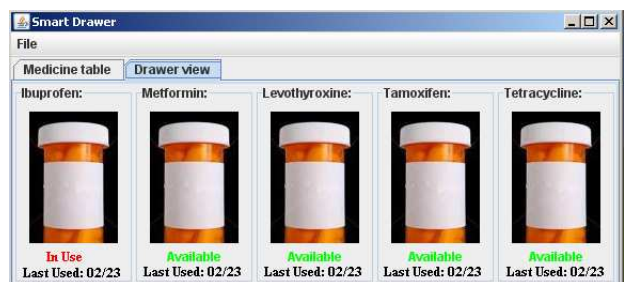 Smart Drawer
File
Medicine table Drawer view
Ibuprofen: Metformin: Levothyroxine: Tamoxifen: Tetracycline:
In Use Available Available Available Available
Last Used: 02/23 Last Used: 02/23 Last Used: 02/23 Last Used: 02/23 Last Used: 02/23